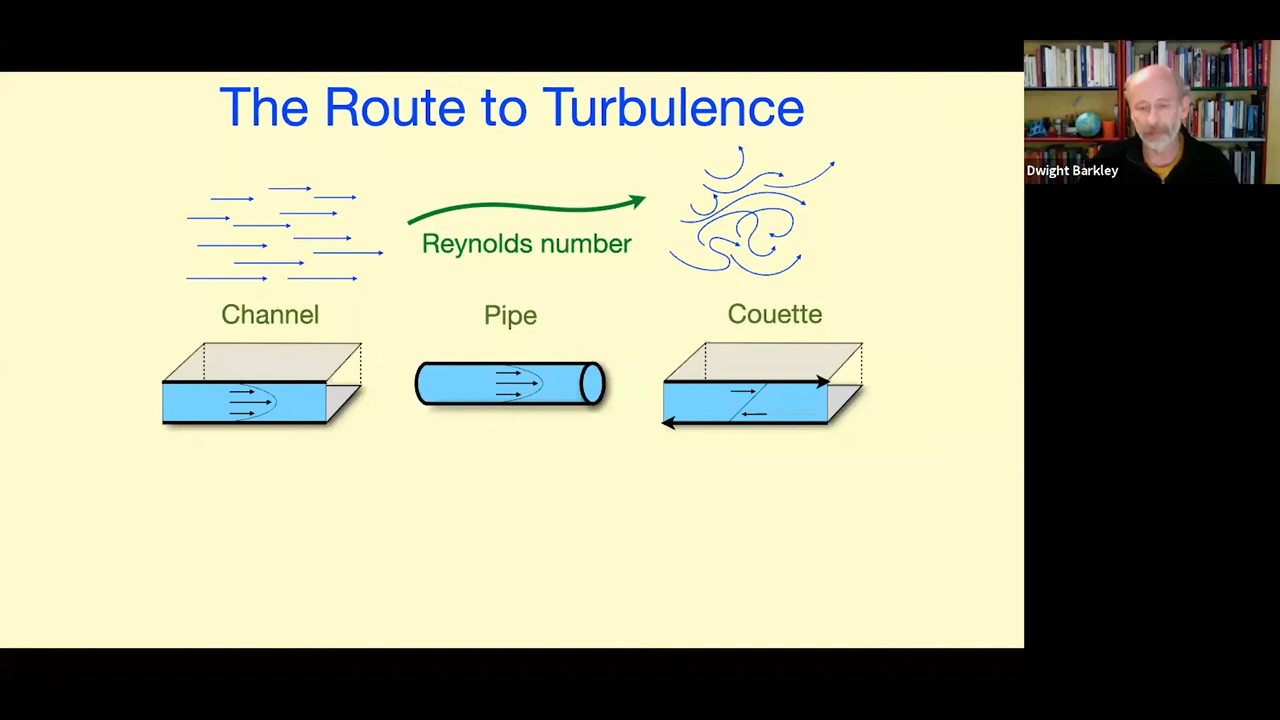 The Route to Turbulence
Dwight Barkley
Reynolds number
Channel
Pipe
Couette